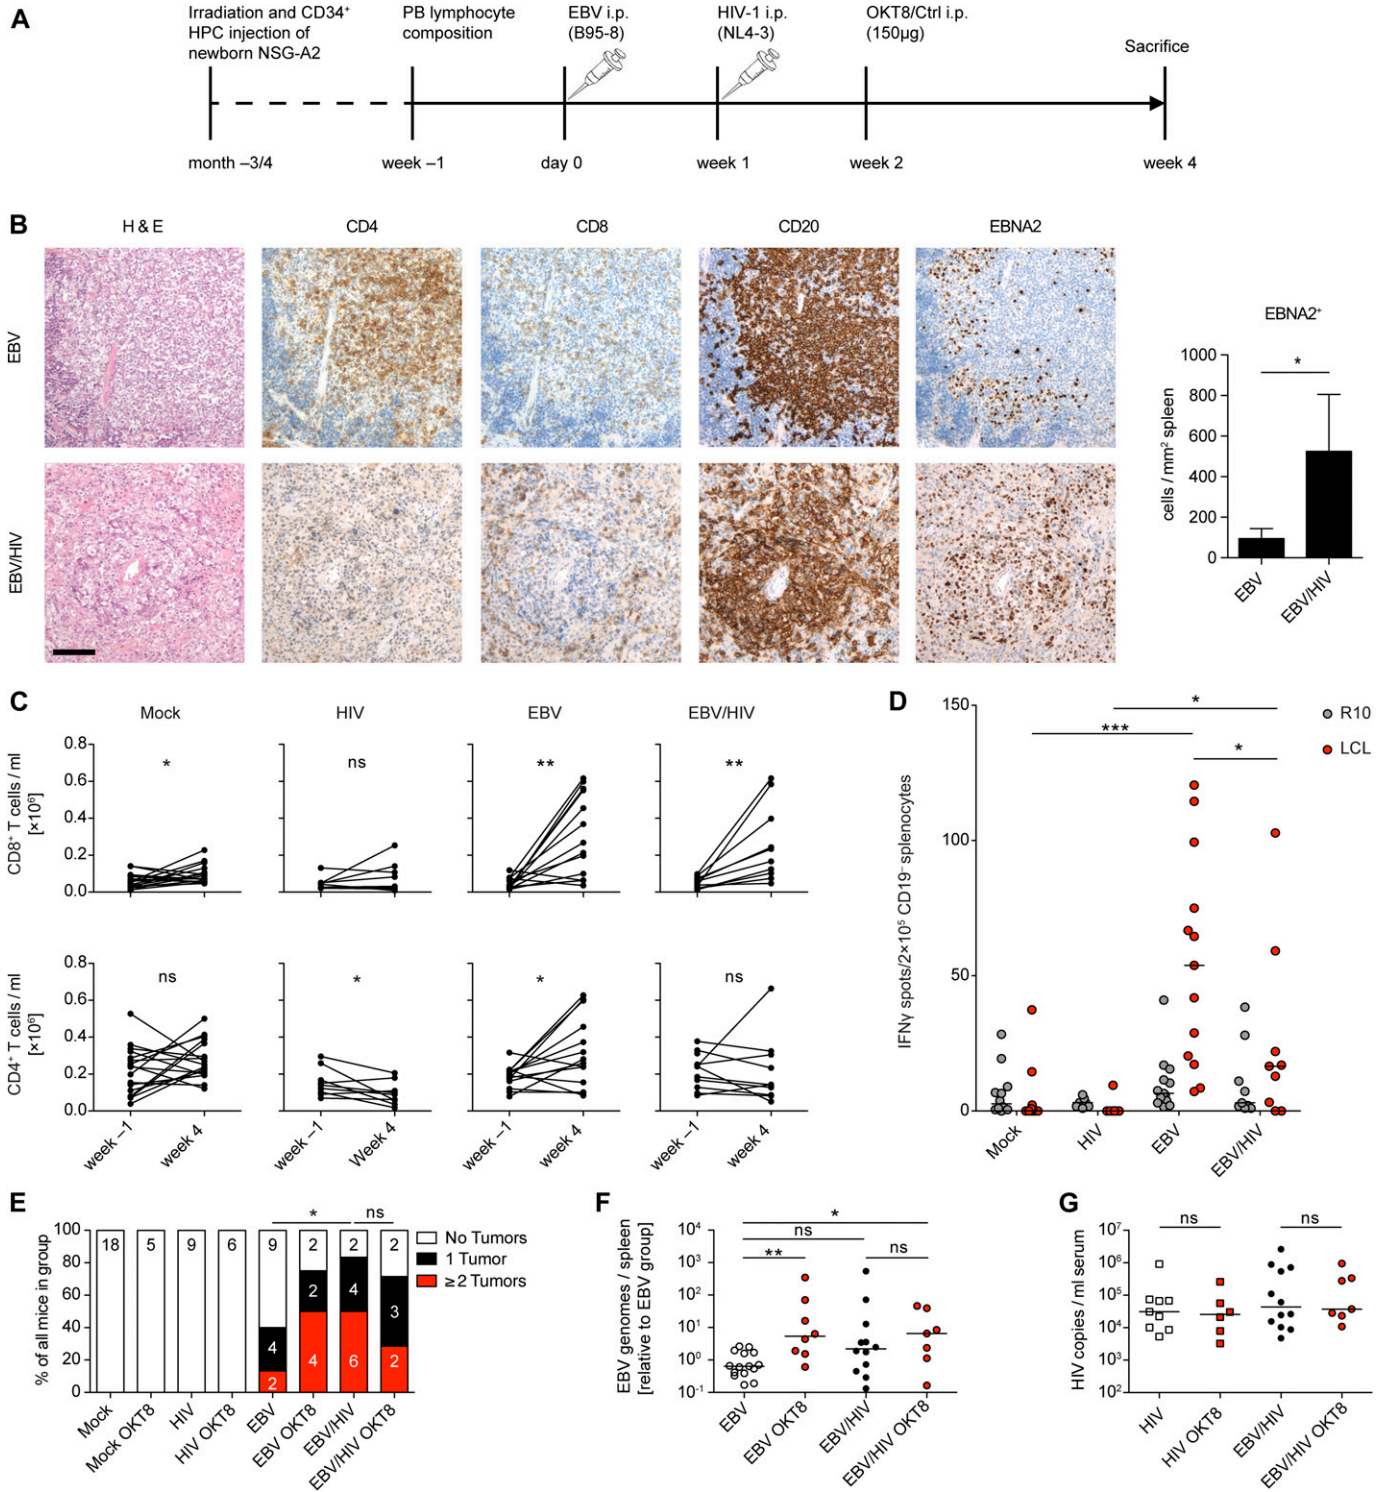 A
Irradiation and CD34⁺
HPC injection of
newborn NSG-A2
PB lymphocyte
composition
EBV i.p.
(B95-8)
HIV-1 i.p.
(NL4-3)
OKT8/Ctrl i.p.
(150μg)
Sacrifice
month –3/4
week –1
day 0
week 1
week 2
week 4
B
H & E
CD4
CD8
CD20
EBNA2
EBV
EBV/HIV
EBNA2⁺
cells / mm² spleen
1000
800
600
400
200
0
EBV
EBV/HIV
C
Mock
HIV
EBV
EBV/HIV
CD8⁺ T cells / ml
[×10⁶]
0.8
0.6
0.4
0.2
0.0
*
ns
**
**
CD4⁺ T cells / ml
[×10⁶]
0.8
0.6
0.4
0.2
0.0
ns
*
*
ns
week –1
week 4
week –1
Week 4
week –1
week 4
week –1
week 4
D
IFNγ spots/2×10⁵ CD19⁻ splenocytes
150
100
50
0
*
***
*
R10
LCL
Mock
HIV
EBV
EBV/HIV
E
% of all mice in group
100
80
60
40
20
0
*
ns
18
5
9
6
9
4
2
2
2
4
2
4
6
2
3
2
No Tumors
1 Tumor
≥2 Tumors
Mock
Mock OKT8
HIV
HIV OKT8
EBV
EBV OKT8
EBV/HIV
EBV/HIV OKT8
F
EBV genomes / spleen
[relative to EBV group]
10⁴
10³
10²
10¹
10⁰
10⁻¹
*
ns
**
ns
EBV
EBV OKT8
EBV/HIV
EBV/HIV OKT8
G
HIV copies / ml serum
10⁷
10⁶
10⁵
10⁴
10³
10²
ns
ns
HIV
HIV OKT8
EBV/HIV
EBV/HIV OKT8